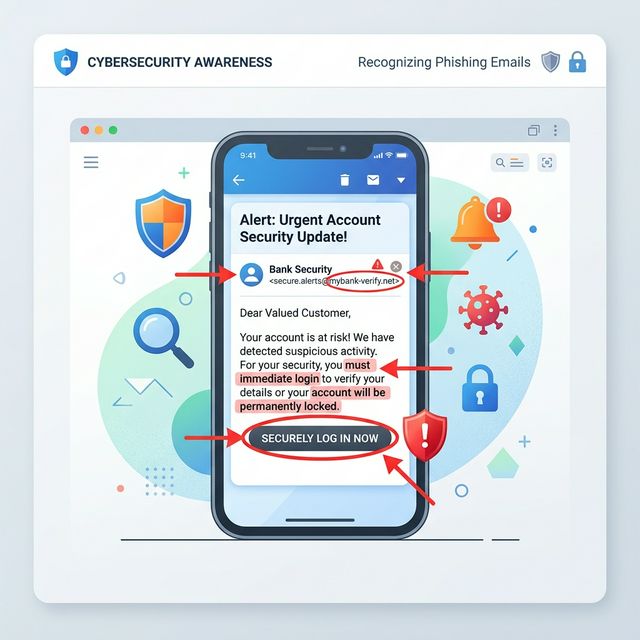 CYBERSECURITY AWARENESS
Recognizing Phishing Emails
9:41
Alert: Urgent Account
Security Update!
Bank Security
<secure.alerts@mybank-verify.net>
Dear Valued Customer,
Your account is at risk! We have
detected suspicious activity.
For your security, you must
immediate login to verify your
details or your account will be
permanently locked.
SECURELY LOG IN NOW